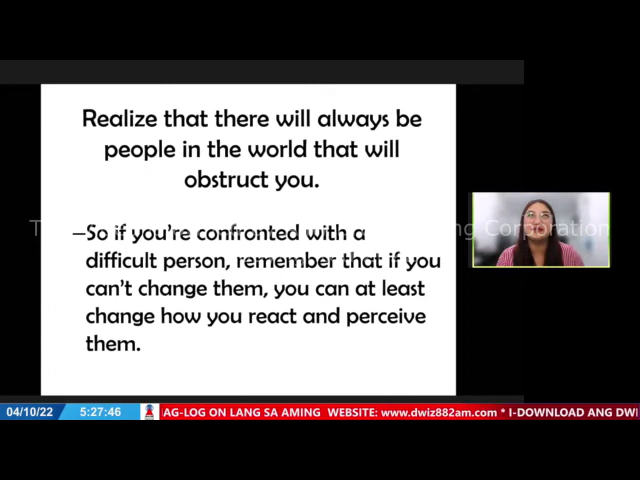 Realize that there will always be
people in the world that will
obstruct you.
–So if you're confronted with a
difficult person, remember that if you
can't change them, you can at least
change how you react and perceive
them.
Corporation
04/10/22 5:27:46 AG-LOG ON LANG SA AMING WEBSITE: www.dwiz882am.com * I-DOWNLOAD ANG DWI